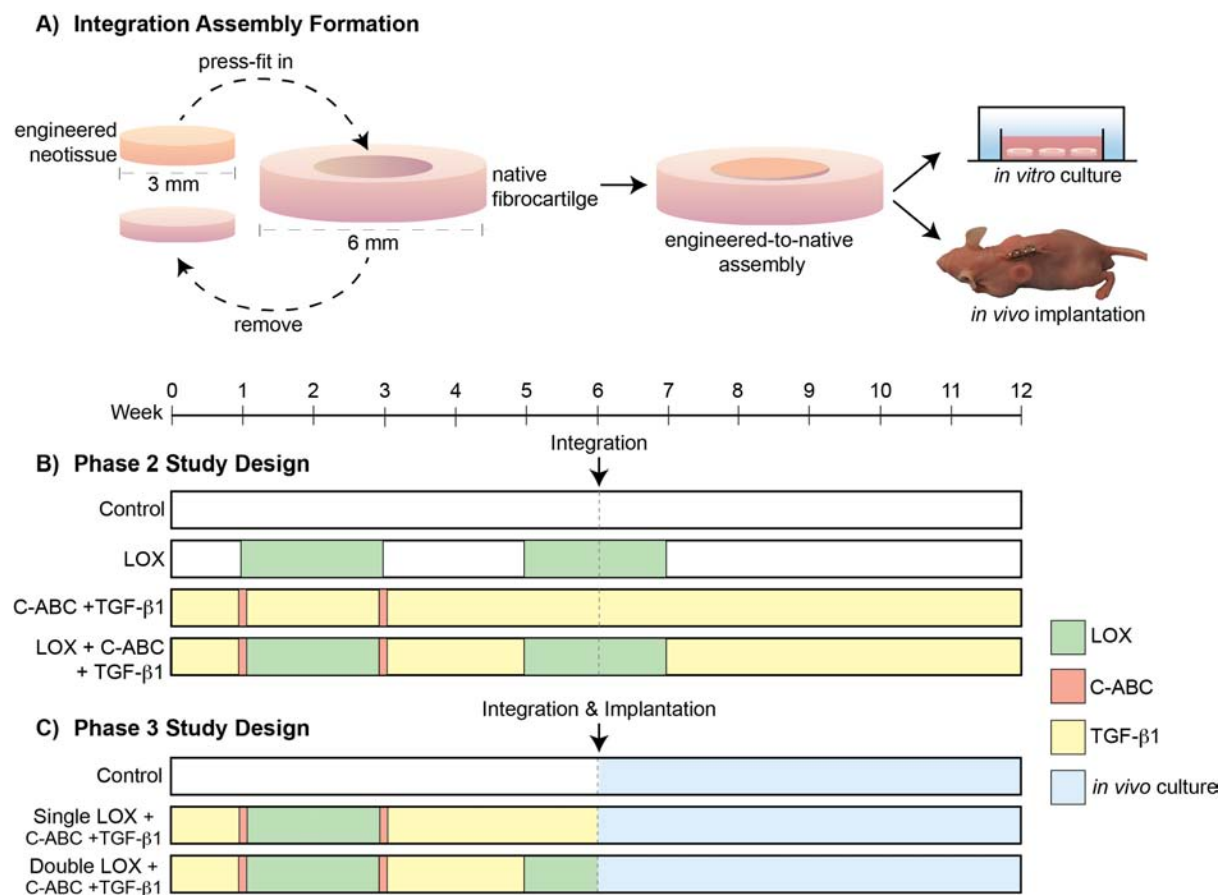 A) Integration Assembly Formation
press-fit in
engineered
neotissue
3 mm
6 mm
remove
native
fibrocartilge
engineered-to-native
assembly
in vitro culture
in vivo implantation
Week
0 1 2 3 4 5 6 7 8 9 10 11 12
Integration
B) Phase 2 Study Design
Control
LOX
C-ABC +TGF-β1
LOX + C-ABC
+ TGF-β1
Integration & Implantation
C) Phase 3 Study Design
Control
Single LOX +
C-ABC +TGF-β1
Double LOX +
C-ABC +TGF-β1
LOX
C-ABC
TGF-β1
in vivo culture